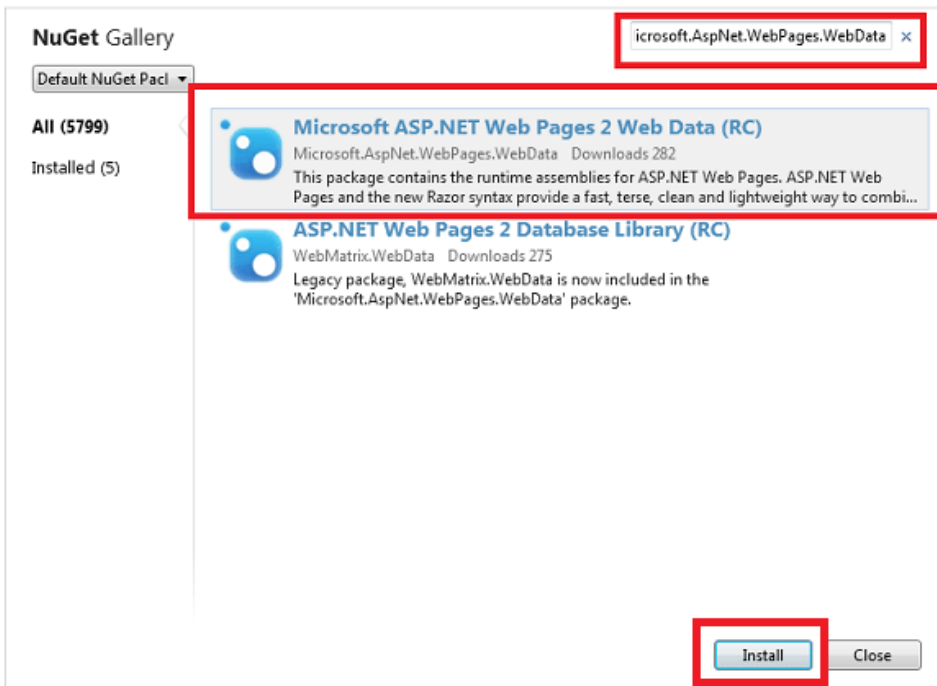 NuGet Gallery
icrosoft.AspNet.WebPages.WebData ×
Default NuGet Pacl
All (5799)
Installed (5)
Microsoft ASP.NET Web Pages 2 Web Data (RC)
Microsoft.AspNet.WebPages.WebData Downloads 282
This package contains the runtime assemblies for ASP.NET Web Pages. ASP.NET Web
Pages and the new Razor syntax provide a fast, terse, clean and lightweight way to combi...
ASP.NET Web Pages 2 Database Library (RC)
WebMatrix.WebData Downloads 275
Legacy package, WebMatrix.WebData is now included in the
'Microsoft.AspNet.WebPages.WebData' package.
Install Close